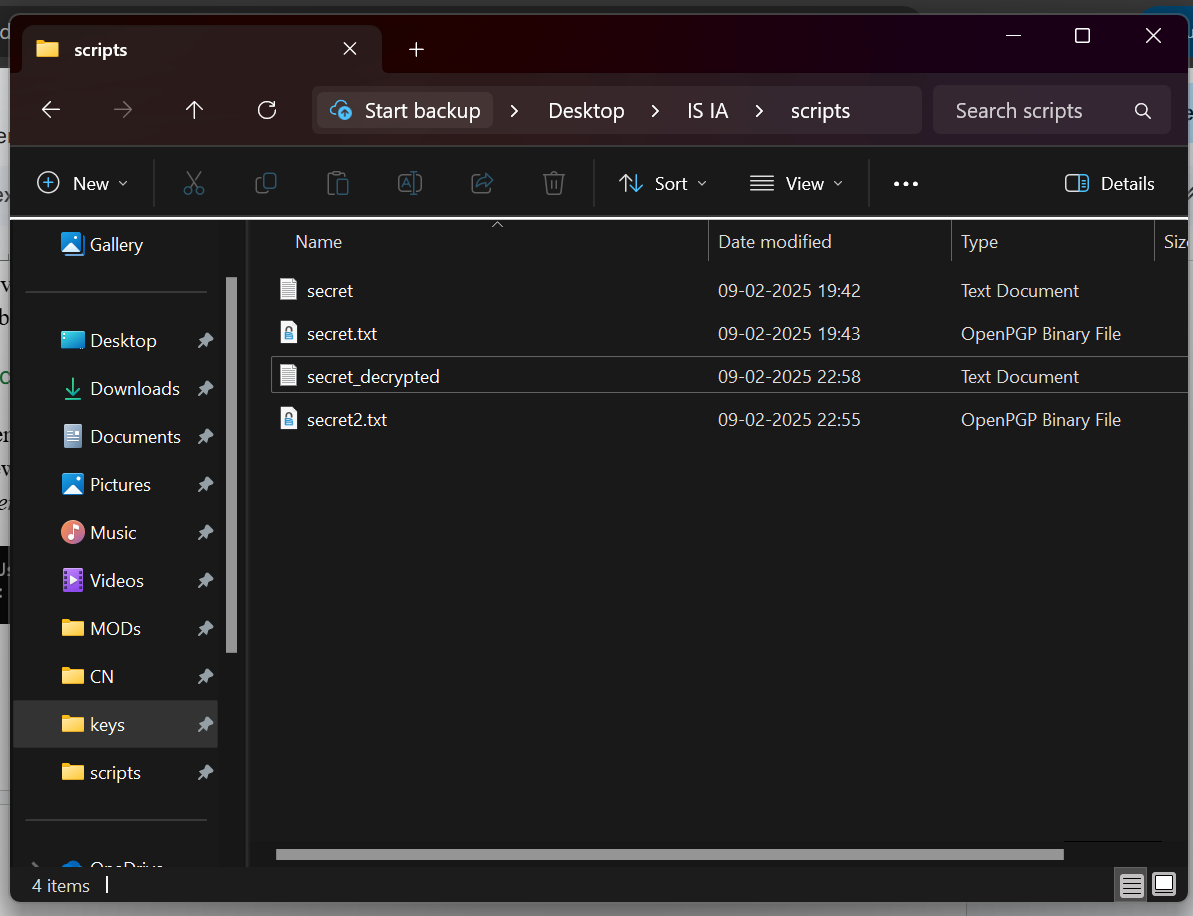 scripts
Start backup > Desktop > IS IA > scripts
Search scripts
New
Sort
View
Details
Gallery
Desktop
Downloads
Documents
Pictures
Music
Videos
MODs
CN
keys
scripts
OneDrive
Name Date modified Type
secret 09-02-2025 19:42 Text Document
secret.txt 09-02-2025 19:43 OpenPGP Binary File
secret_decrypted 09-02-2025 22:58 Text Document
secret2.txt 09-02-2025 22:55 OpenPGP Binary File
4 items